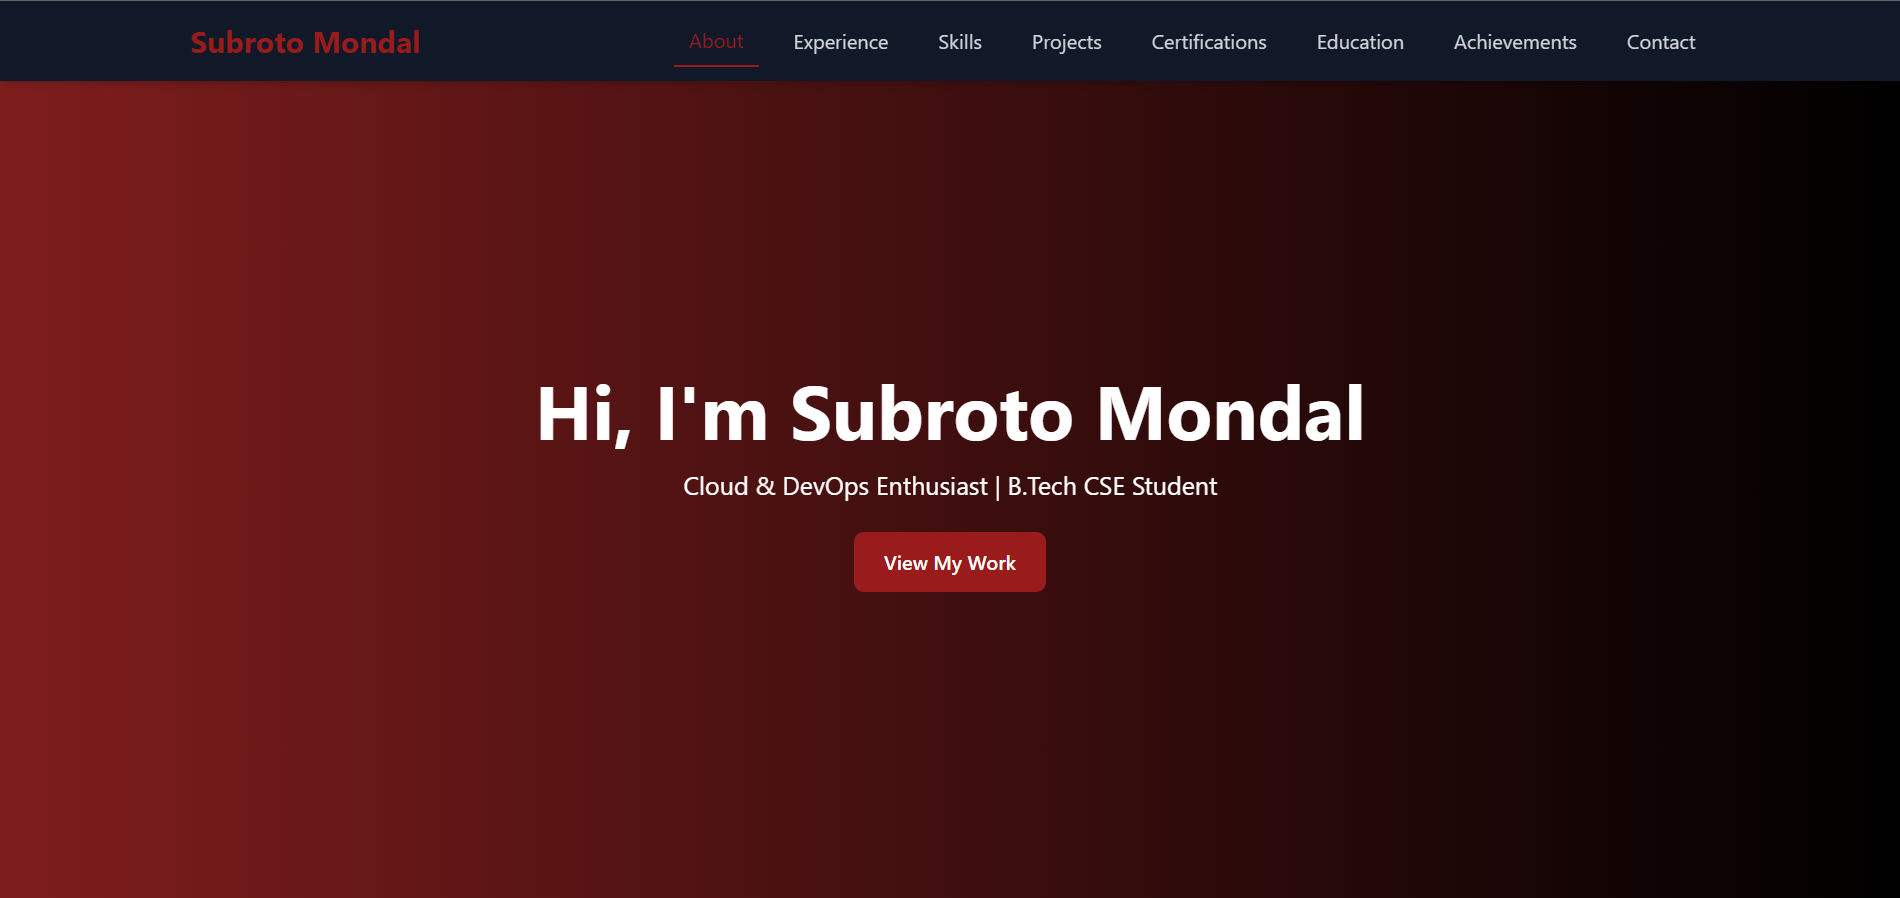 Subroto Mondal
About Experience Skills Projects Certifications Education Achievements Contact
Hi, I'm Subroto Mondal
Cloud & DevOps Enthusiast | B.Tech CSE Student
View My Work